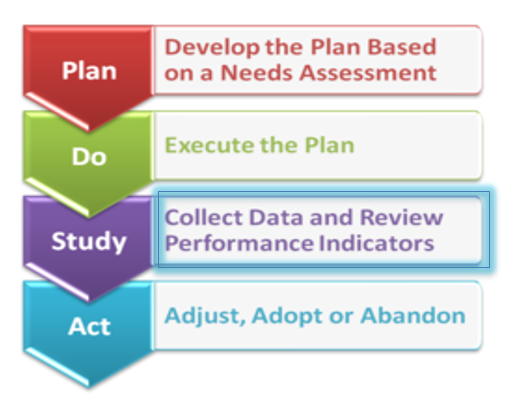 Plan
Develop the Plan Based
on a Needs Assessment
Do
Execute the Plan
Study
Collect Data and Review
Performance Indicators
Act
Adjust, Adopt or Abandon